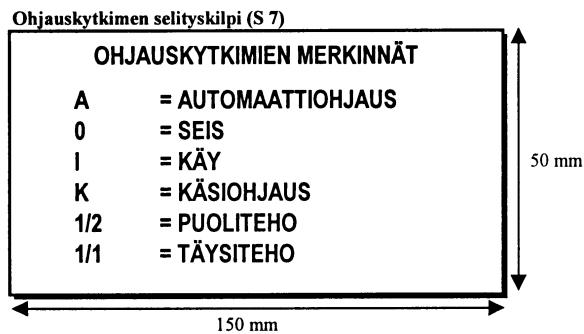 Ohjauskytkimen selityskilpi (S 7)
OHJAUSKYTKIMIEN MERKINNÄT
A = AUTOMAATTIOHJAUS
0 = SEIS
I = KÄY
K = KÄSIOHJAUS
1/2 = PUOLITEHO
1/1 = TÄYSITEHO
50 mm
150 mm